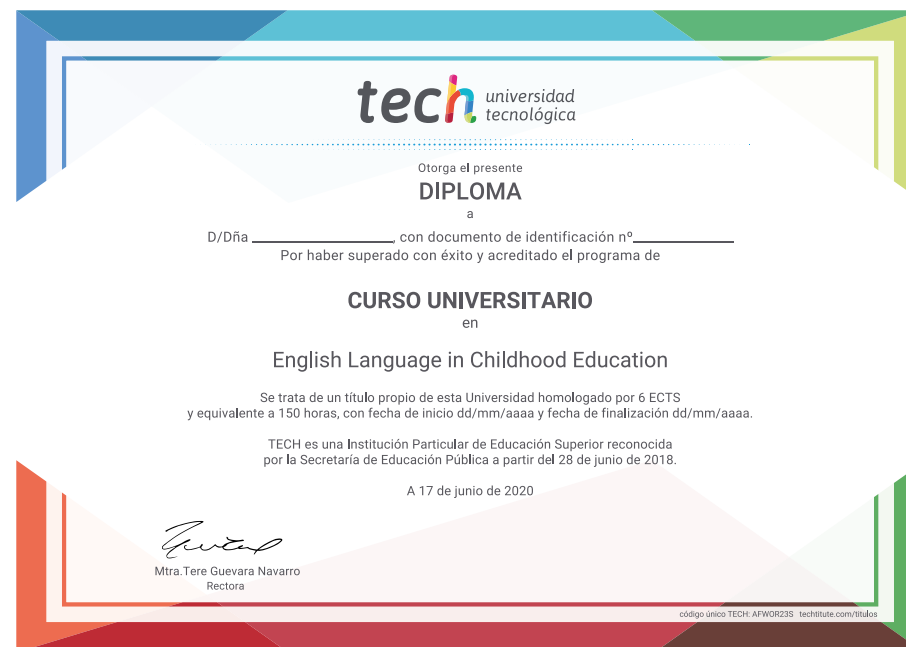 tech universidad
tecnológica
Otorga el presente
DIPLOMA
a
D/Dña ____________________, con documento de identificación nº______________
Por haber superado con éxito y acreditado el programa de
CURSO UNIVERSITARIO
en
English Language in Childhood Education
Se trata de un título propio de esta Universidad homologado por 6 ECTS
y equivalente a 150 horas, con fecha de inicio dd/mm/aaaa y fecha de finalización dd/mm/aaaa.
TECH es una Institución Particular de Educación Superior reconocida
por la Secretaría de Educación Pública a partir del 28 de junio de 2018.
A 17 de junio de 2020
Mtra.Tere Guevara Navarro
Rectora
código único TECH: AFWOR23S techtitute.com/titulos